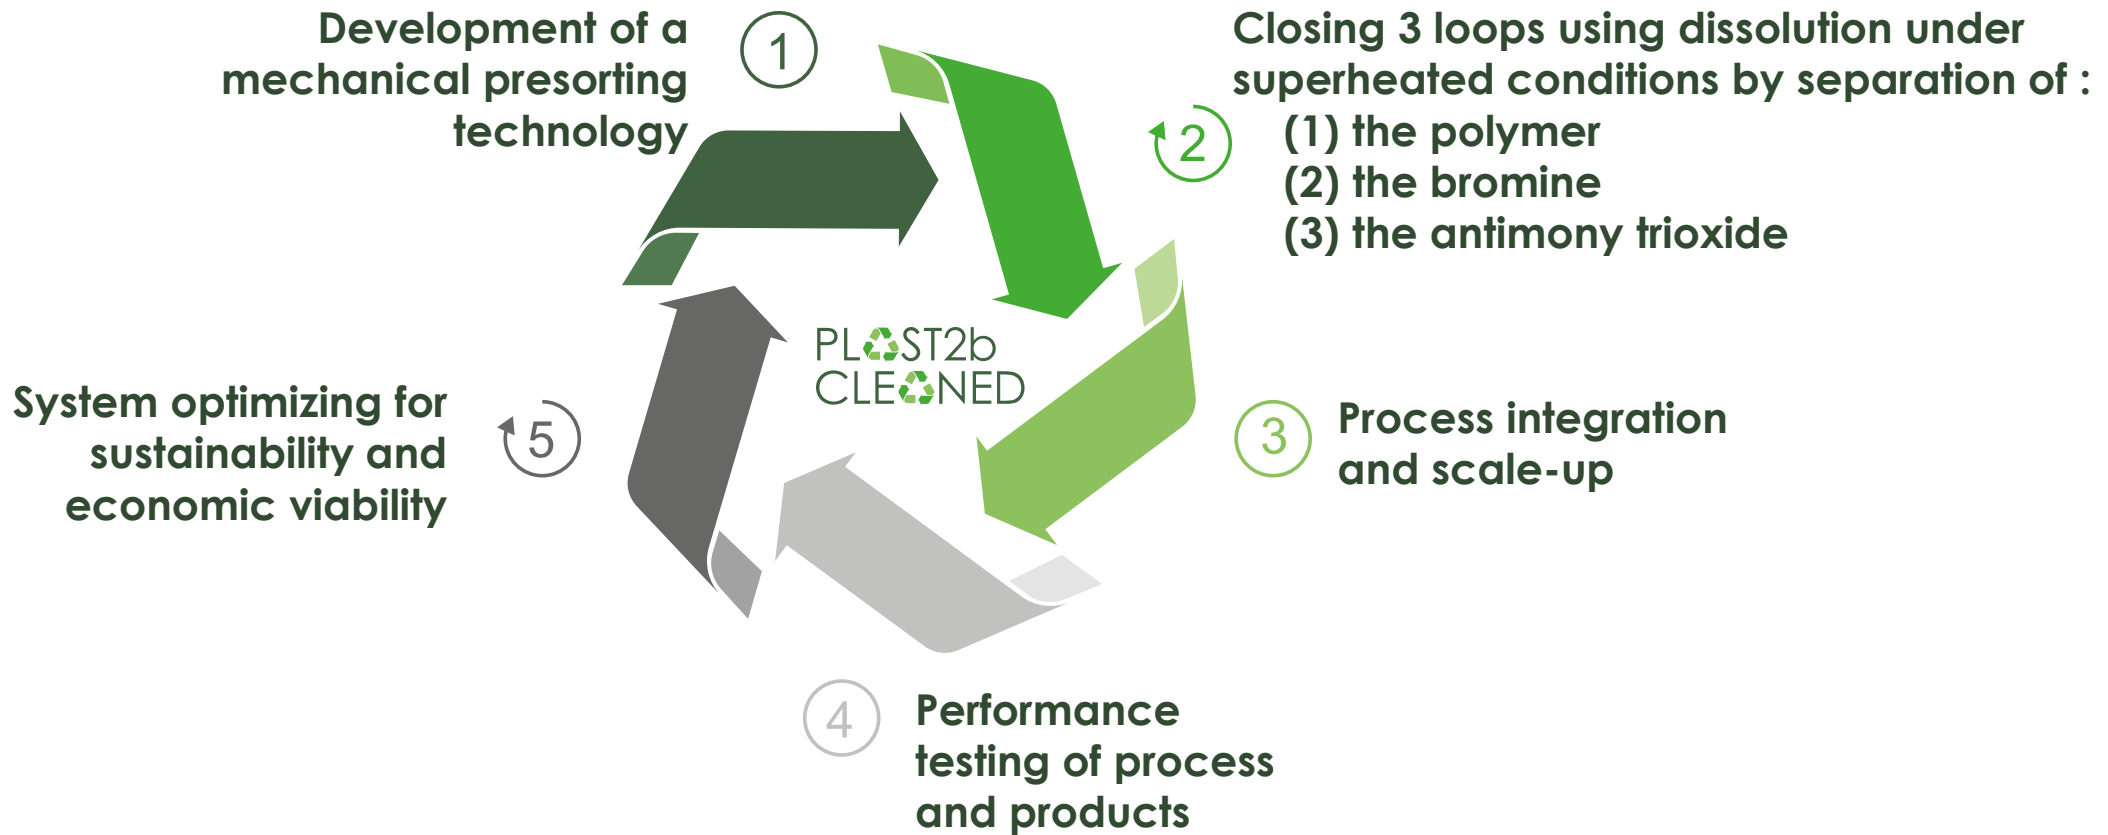 1
Development of a
mechanical presorting
technology
2
Closing 3 loops using dissolution under
superheated conditions by separation of :
(1) the polymer
(2) the bromine
(3) the antimony trioxide
3
Process integration
and scale-up
4
Performance
testing of process
and products
5
System optimizing for
sustainability and
economic viability
PLAST2b
CLEANED